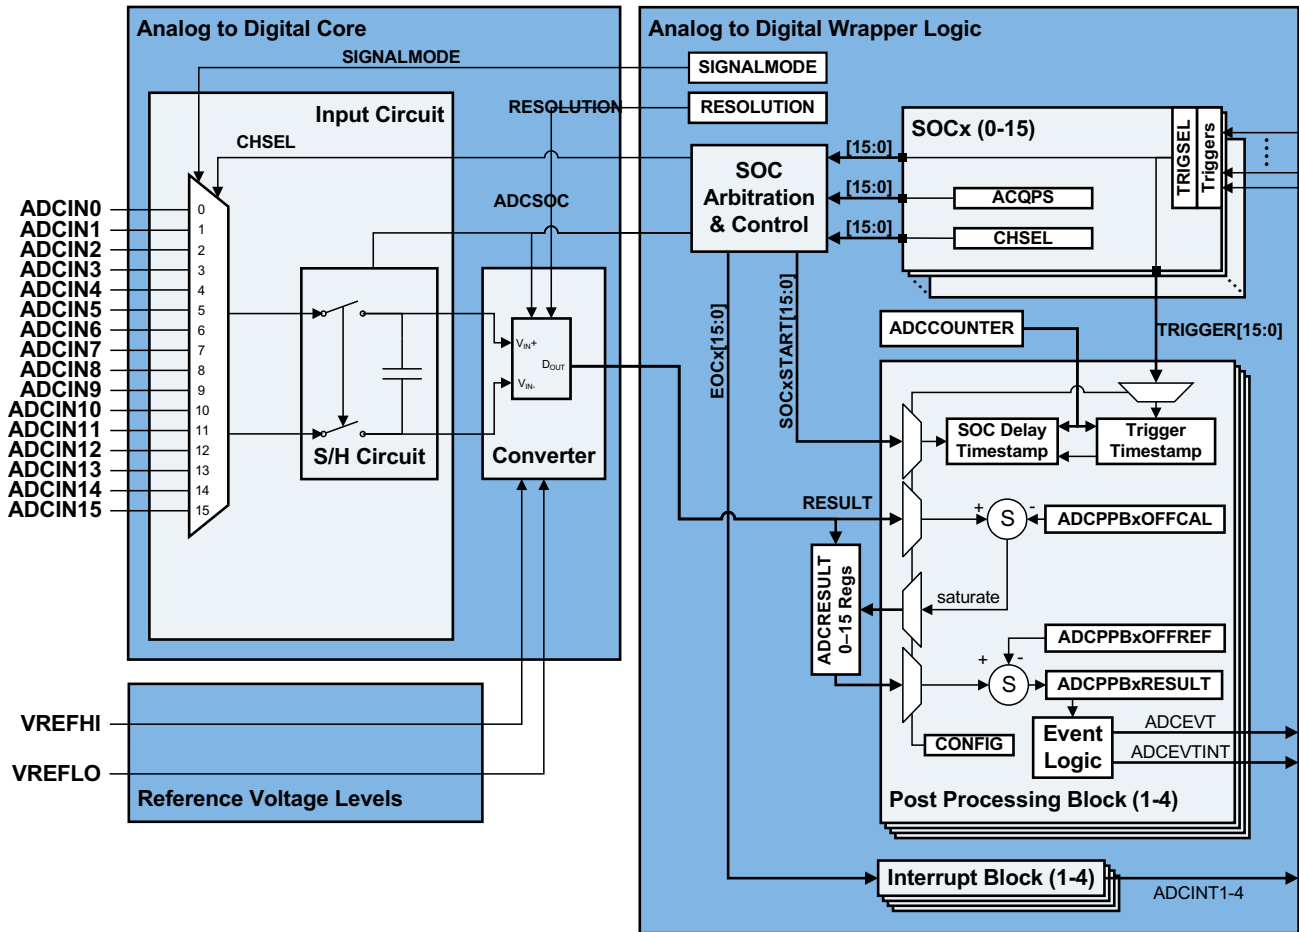 Analog to Digital Core
SIGNALMODE
RESOLUTION
Input Circuit
CHSEL
ADCSOC
ADCIN0
ADCIN1
ADCIN2
ADCIN3
ADCIN4
ADCIN5
ADCIN6
ADCIN7
ADCIN8
ADCIN9
ADCIN10
ADCIN11
ADCIN12
ADCIN13
ADCIN14
ADCIN15
0
1
2
3
4
5
6
7
8
9
10
11
12
13
14
15
S/H Circuit
VIN+
DOUT
VIN-
Converter
VREFHI
VREFLO
Reference Voltage Levels
Analog to Digital Wrapper Logic
SIGNALMODE
RESOLUTION
SOC
Arbitration
& Control
[15:0]
[15:0]
[15:0]
SOCx (0-15)
ACQPS
CHSEL
TRIGSEL
Triggers
EOCx[15:0]
SOCxSTART[15:0]
ADCCOUNTER
TRIGGER[15:0]
SOC Delay
Timestamp
Trigger
Timestamp
RESULT
+
S
-
ADCPPBxOFFCAL
saturate
ADCRESULT
0–15 Regs
ADCPPBxOFFREF
+
-
S
ADCPPBxRESULT
CONFIG
Event
Logic
ADCEVT
ADCEVTINT
Post Processing Block (1-4)
Interrupt Block (1-4)
ADCINT1-4